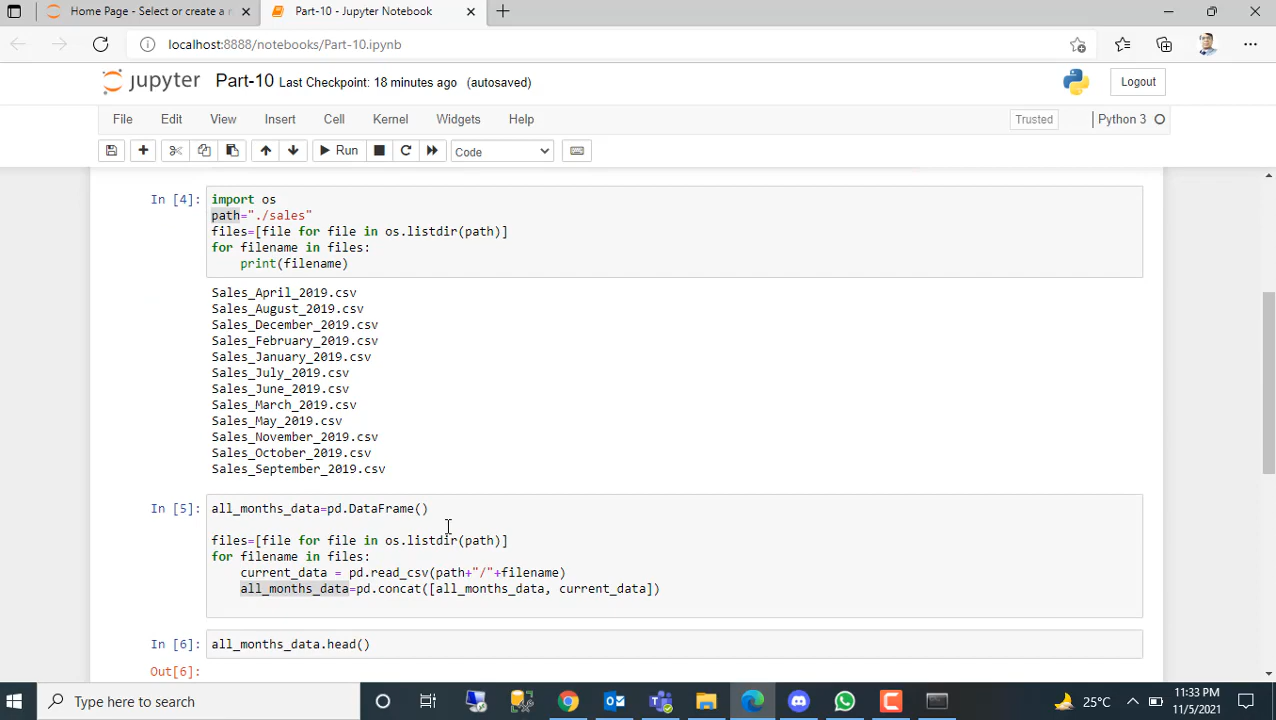 Home Page - Select or create a
Part-10 - Jupyter Notebook
localhost:8888/notebooks/Part-10.ipynb
jupyter Part-10 Last Checkpoint: 18 minutes ago (autosaved)
Logout
File Edit View Insert Cell Kernel Widgets Help
Trusted Python 3
Run Code
In [4]: import os
path="./sales"
files=[file for file in os.listdir(path)]
for filename in files:
    print(filename)
Sales_April_2019.csv
Sales_August_2019.csv
Sales_December_2019.csv
Sales_February_2019.csv
Sales_January_2019.csv
Sales_July_2019.csv
Sales_June_2019.csv
Sales_March_2019.csv
Sales_May_2019.csv
Sales_November_2019.csv
Sales_October_2019.csv
Sales_September_2019.csv
In [5]: all_months_data=pd.DataFrame()
files=[file for file in os.listdir(path)]
for filename in files:
    current_data = pd.read_csv(path+"/"+filename)
    all_months_data=pd.concat([all_months_data, current_data])
In [6]: all_months_data.head()
Out[6]:
Type here to search
25°C
11:33 PM
11/5/2021